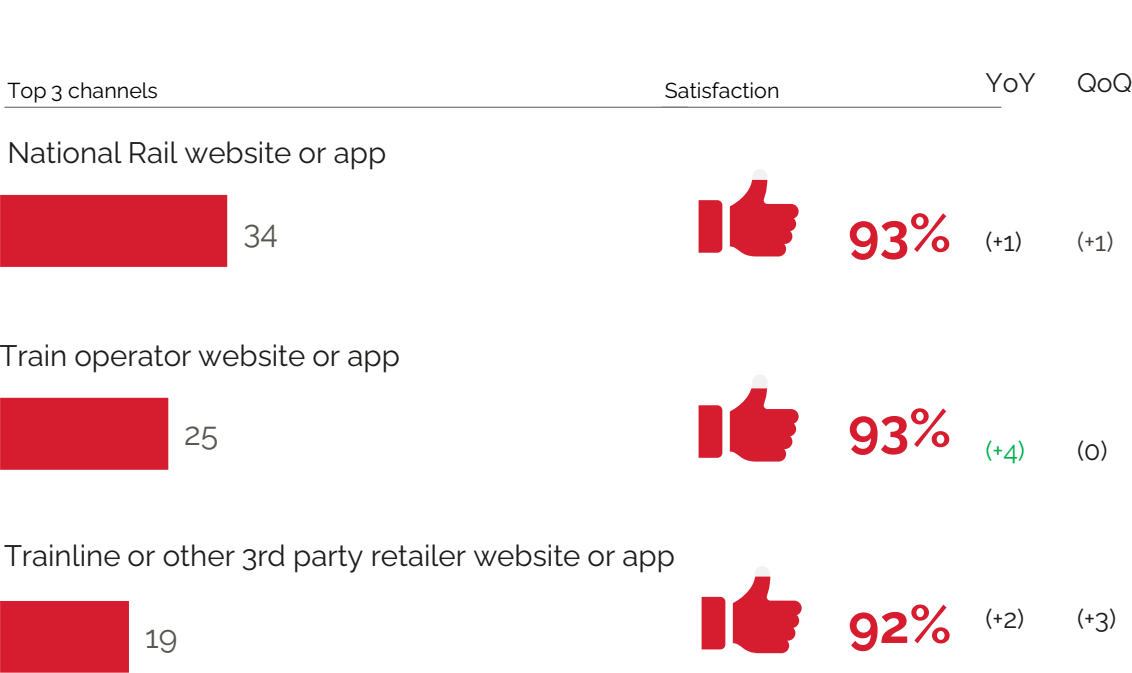 Top 3 channels Satisfaction YoY QoQ
National Rail website or app
34 93% (+1) (+1)
Train operator website or app
25 93% (+4) (0)
Trainline or other 3rd party retailer website or app
19 92% (+2) (+3)